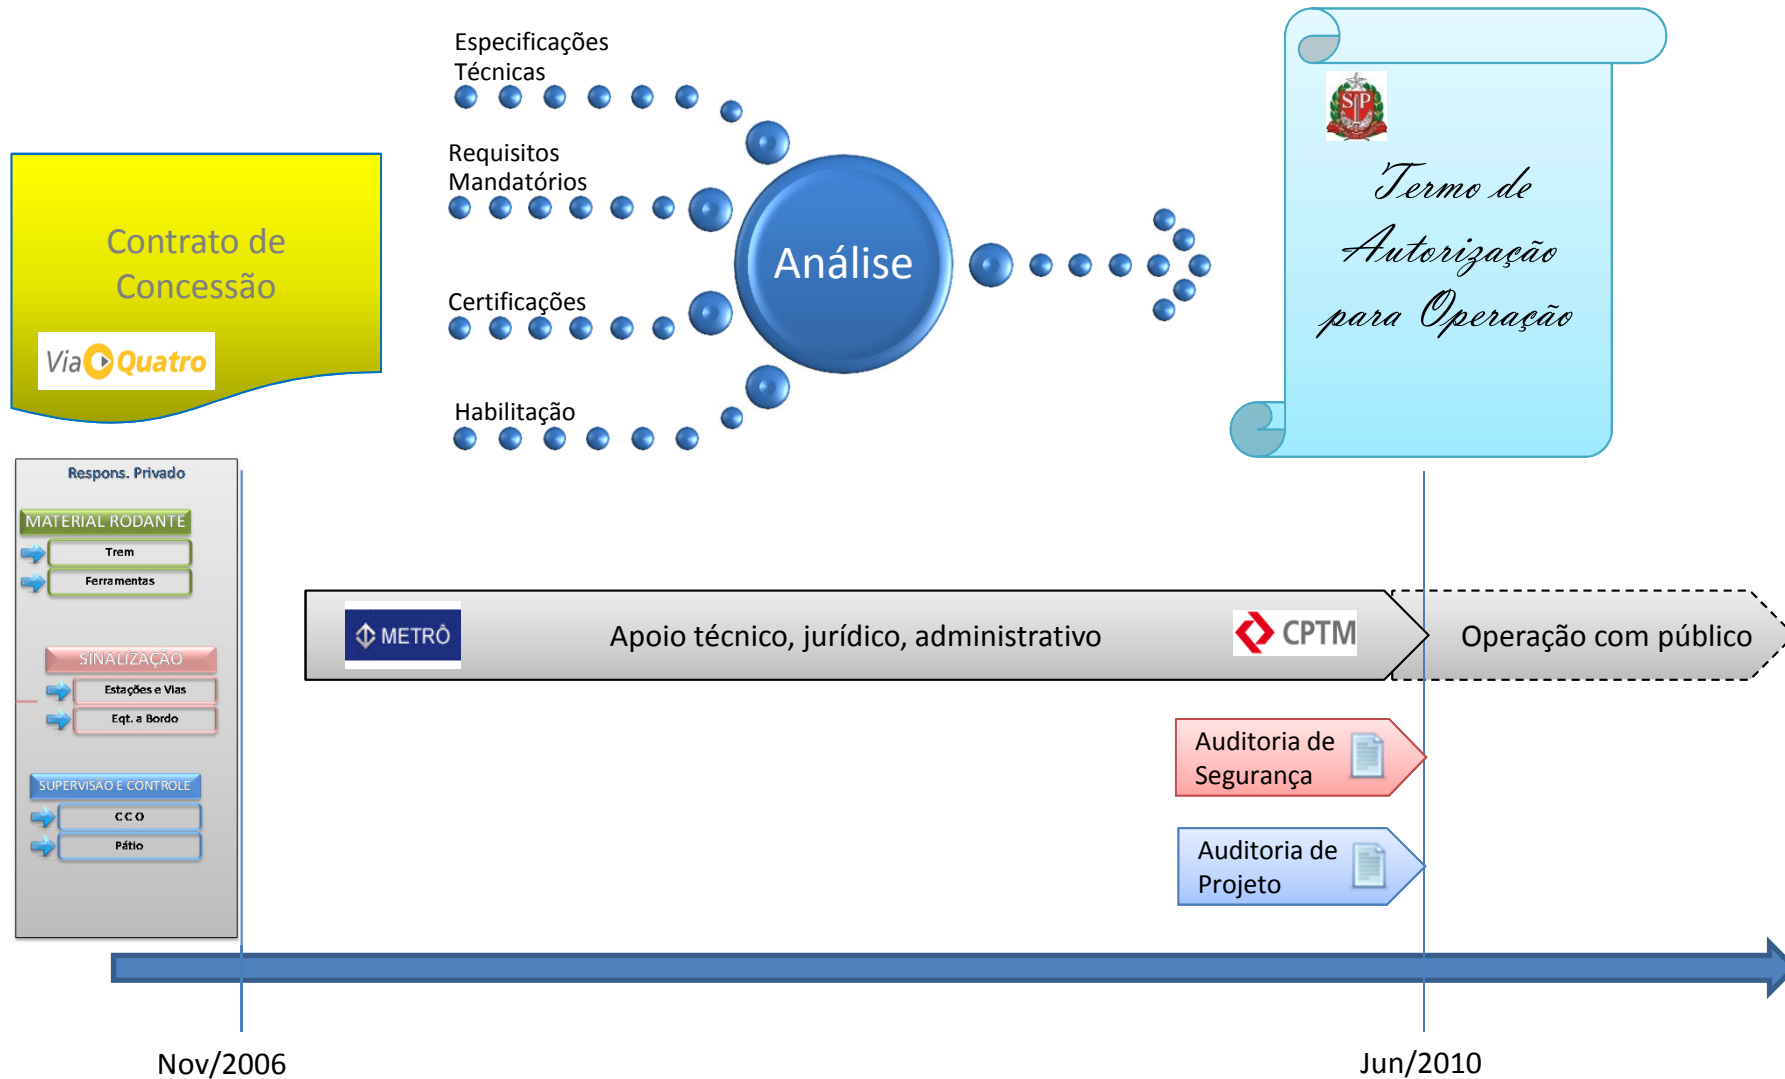 Especificações
Técnicas
Requisitos
Mandatórios
Certificações
Habilitação
Análise
SP
Termo de
Autorização
para Operação
Contrato de
Concessão
ViaQuatro
Respons. Privado
MATERIAL RODANTE
Trem
Ferramentas
SINALIZAÇÃO
Estações e Vias
Eqt. a Bordo
SUPERVISÃO E CONTROLE
CCO
Pátio
METRÔ
Apoio técnico, jurídico, administrativo
CPTM
Operação com público
Auditoria de
Segurança
Auditoria de
Projeto
Nov/2006
Jun/2010